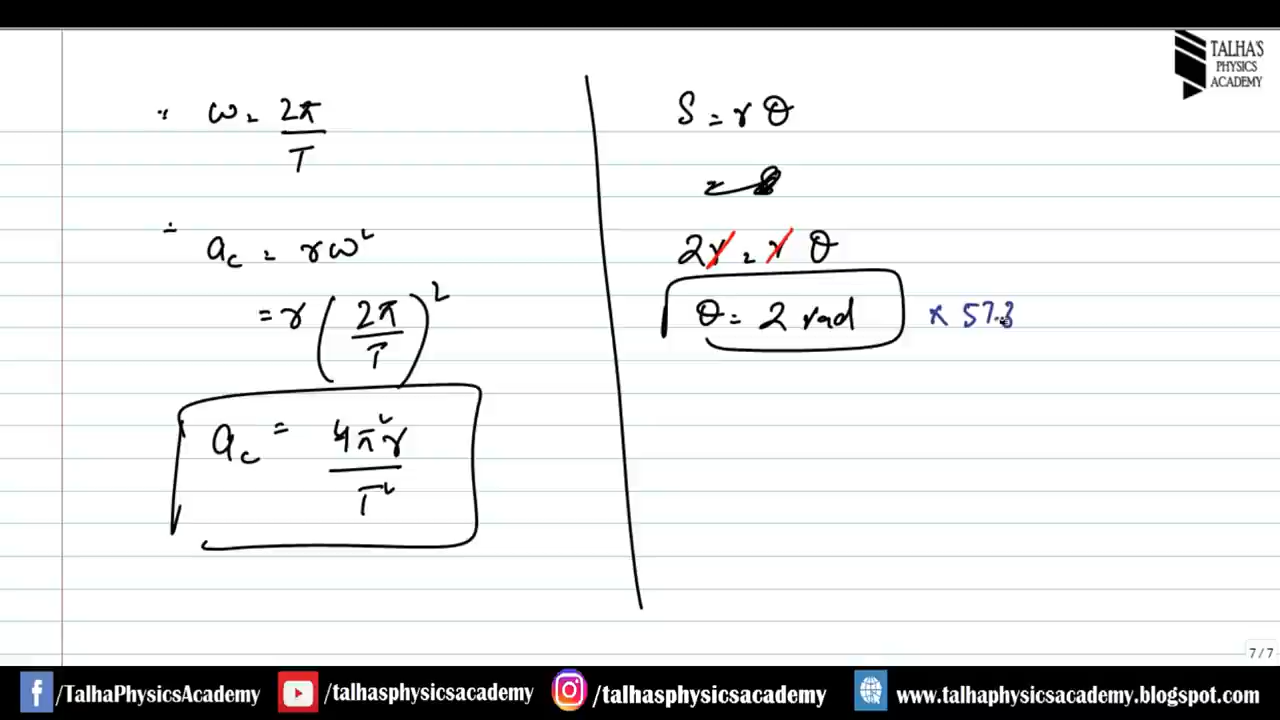 ∵ ω = 2π/T
∴ a_c = rω²
= r (2π/T)²
a_c = 4π²r/T²
S = rθ
2r = r θ
θ = 2 rad × 57.3
TALHA'S
PHYSICS
ACADEMY
7 / 7
/TalhaPhysicsAcademy /talhasphysicsacademy /talhasphysicsacademy www.talhaphysicsacademy.blogspot.com